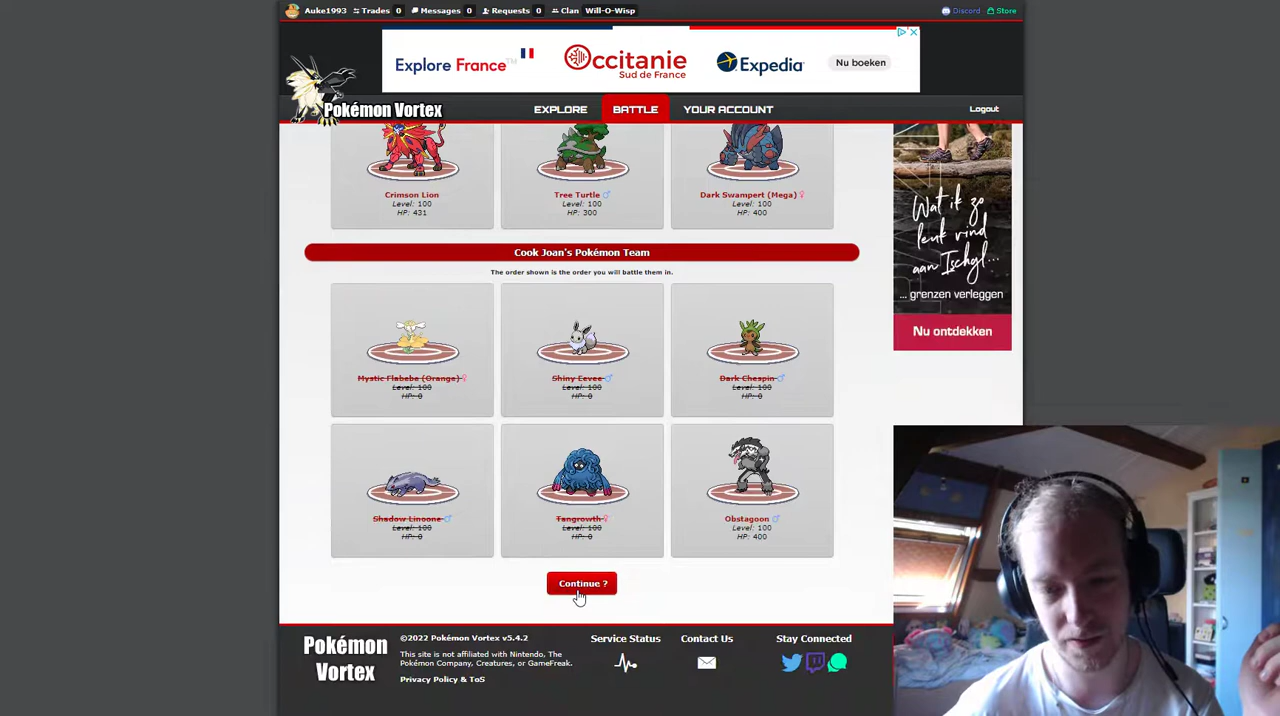 Auke1993 Trades 0 Messages 0 Requests 0 Clan Will-O-Wisp Discord Store
Explore France™ Occitanie Sud de France Expedia Nu boeken
Pokémon Vortex EXPLORE BATTLE YOUR ACCOUNT Logout
Crimson Lion
Level: 100
HP: 431
Tree Turtle ♂
Level: 100
HP: 300
Dark Swampert (Mega) ♀
Level: 100
HP: 400
Cook Joan's Pokémon Team
The order shown is the order you will battle them in.
Mystic Flabebe (Orange) ♀
Level: 100
HP: 0
Shiny Eevee ♂
Level: 100
HP: 0
Dark Chespin ♂
Level: 100
HP: 0
Shadow Linoone ♂
Level: 100
HP: 0
Tangrowth ♀
Level: 100
HP: 0
Obstagoon ♂
Level: 100
HP: 400
Continue ?
Wat ik zo
leuk vind
aan Ischgl...
... grenzen verleggen
Nu ontdekken
Pokémon
Vortex
©2022 Pokémon Vortex v5.4.2
This site is not affiliated with Nintendo, The
Pokémon Company, Creatures, or GameFreak.
Privacy Policy & ToS
Service Status
Contact Us
Stay Connected